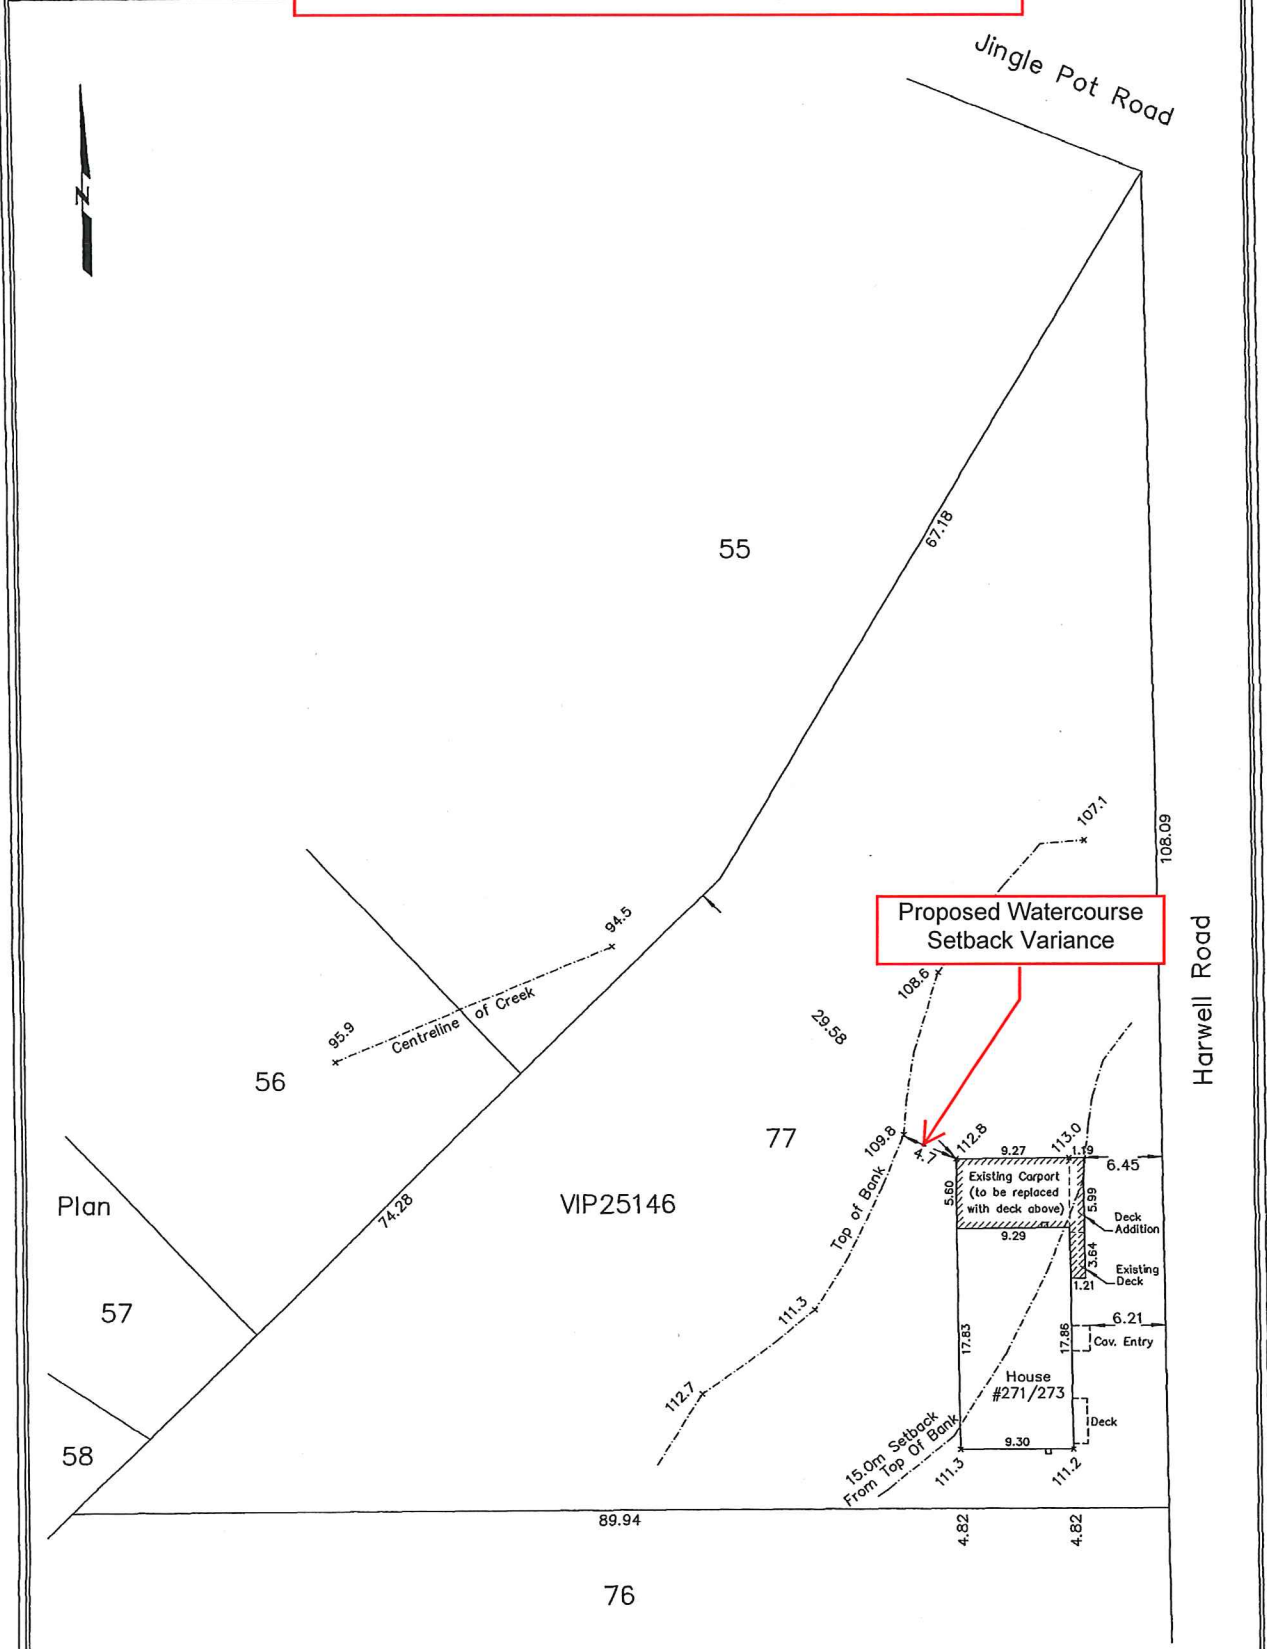 Jingle Pot Road
N
55
67.18
107.1
108.09
Proposed Watercourse
Setback Variance
Harwell Road
94.5
Centreline of Creek
95.9
56
108.6
29.58
77
109.8
4.7
112.8
9.27
113.0
1.19
6.45
Existing Carport
(to be replaced
with deck above)
5.60
9.29
5.99
Deck
Addition
3.64
Existing
Deck
1.21
Plan
VIP25146
74.28
Top of Bank
57
111.3
6.21
Cov. Entry
17.83
17.86
House
#271/273
112.7
Deck
58
15.0m Setback
From Top Of Bank
9.30
111.3
111.2
89.94
4.82
4.82
76